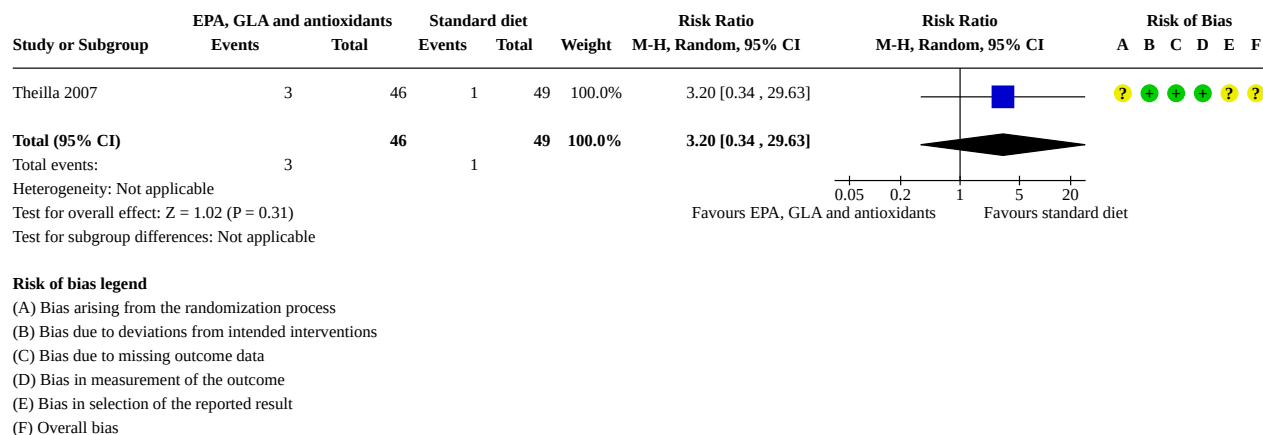 EPA, GLA and antioxidants Standard diet Risk Ratio Risk Ratio Risk of Bias
Study or Subgroup Events Total Events Total Weight M-H, Random, 95% CI M-H, Random, 95% CI A B C D E F
Theilla 2007 3 46 1 49 100.0% 3.20 [0.34 , 29.63] ? + + + ? ?
Total (95% CI) 46 49 100.0% 3.20 [0.34 , 29.63]
Total events: 3 1
Heterogeneity: Not applicable
0.05 0.2 1 5 20
Test for overall effect: Z = 1.02 (P = 0.31) Favours EPA, GLA and antioxidants Favours standard diet
Test for subgroup differences: Not applicable
Risk of bias legend
(A) Bias arising from the randomization process
(B) Bias due to deviations from intended interventions
(C) Bias due to missing outcome data
(D) Bias in measurement of the outcome
(E) Bias in selection of the reported result
(F) Overall bias